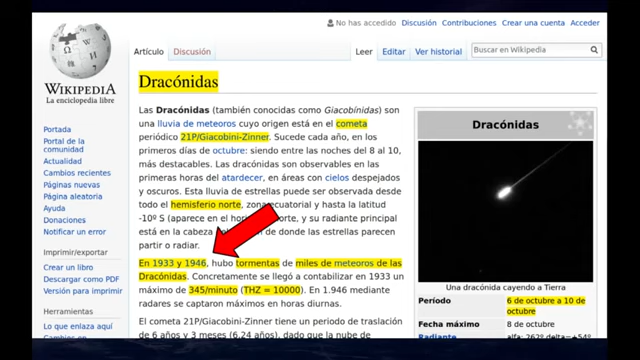 No has accedido Discusión Contribuciones Crear una cuenta Acceder
Artículo Discusión Leer Editar Ver historial Buscar en Wikipedia
WIKIPEDIA
La enciclopedia libre
Portada
Portal de la
comunidad
Actualidad
Cambios recientes
Páginas nuevas
Página aleatoria
Ayuda
Donaciones
Notificar un error
Imprimir/exportar
Crear un libro
Descargar como PDF
Versión para imprimir
Herramientas
Lo que enlaza aquí
Cambios en
Dracónidas
Las Dracónidas (también conocidas como Giacobínidas) son
una lluvia de meteoros cuyo origen está en el cometa
periódico 21P/Giacobini-Zinner. Sucede cada año, en los
primeros días de octubre: siendo entre las noches del 8 al 10,
más destacables. Las dracónidas son observables en las
primeras horas del atardecer, en áreas con cielos despejados
y oscuros. Esta lluvia de estrellas puede ser observada desde
todo el hemisferio norte, zona ecuatorial y hasta la latitud
-10º S (aparece en el norte, y su radiante principal
está en la cabeza de donde las estrellas parecen
partir o radiar.
En 1933 y 1946, hubo tormentas de miles de meteoros de las
Dracónidas. Concretamente se llegó a contabilizar en 1933 un
máximo de 345/minuto (THZ = 10000). En 1.946 mediante
radares se captaron máximos en horas diurnas.
El cometa 21P/Giacobini-Zinner tiene un periodo de traslación
de 6 años y 3 meses (6,24 años), dado que la nube de
Dracónidas
Una dracónida cayendo a Tierra
Período 6 de octubre a 10 de
octubre
Fecha máximo 8 de octubre
Radiante alfa: 262º delta=+54º